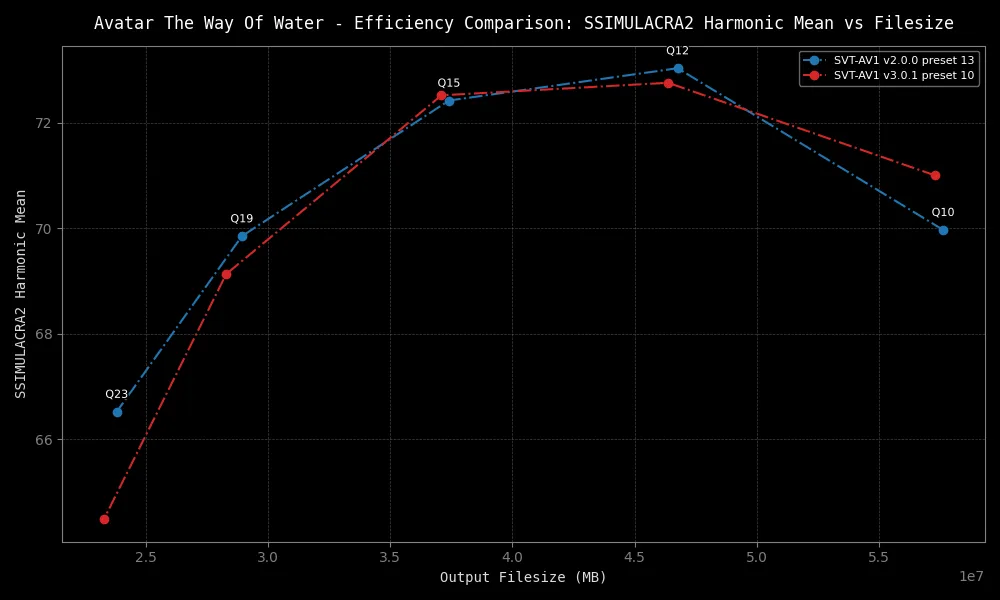 Avatar The Way Of Water - Efficiency Comparison: SSIMULACRA2 Harmonic Mean vs Filesize
SVT-AV1 v2.0.0 preset 13
SVT-AV1 v3.0.1 preset 10
Q12
Q15
Q19
Q10
Q23
72
70
68
66
SSIMULACRA2 Harmonic Mean
2.5 3.0 3.5 4.0 4.5 5.0 5.5
1e7
Output Filesize (MB)